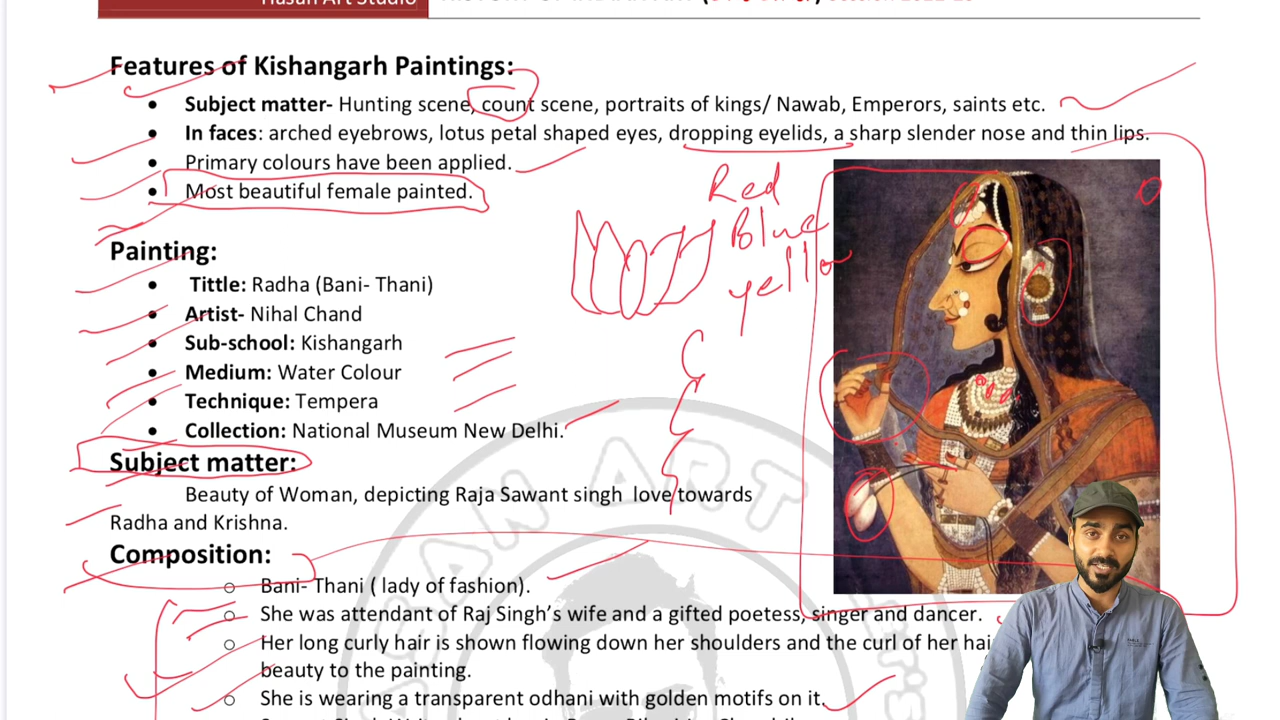 Hasan Art Studio
Features of Kishangarh Paintings:
• Subject matter- Hunting scene, count scene, portraits of kings/ Nawab, Emperors, saints etc.
• In faces: arched eyebrows, lotus petal shaped eyes, dropping eyelids, a sharp slender nose and thin lips.
• Primary colours have been applied.
• Most beautiful female painted.
Red
Blue
yello
Painting:
• Tittle: Radha (Bani- Thani)
• Artist- Nihal Chand
• Sub-school: Kishangarh
• Medium: Water Colour
• Technique: Tempera
• Collection: National Museum New Delhi.
Subject matter:
Beauty of Woman, depicting Raja Sawant singh love towards
Radha and Krishna.
Composition:
o Bani- Thani ( lady of fashion).
o She was attendant of Raj Singh’s wife and a gifted poetess, singer and dancer.
o Her long curly hair is shown flowing down her shoulders and the curl of her hai
beauty to the painting.
o She is wearing a transparent odhani with golden motifs on it.